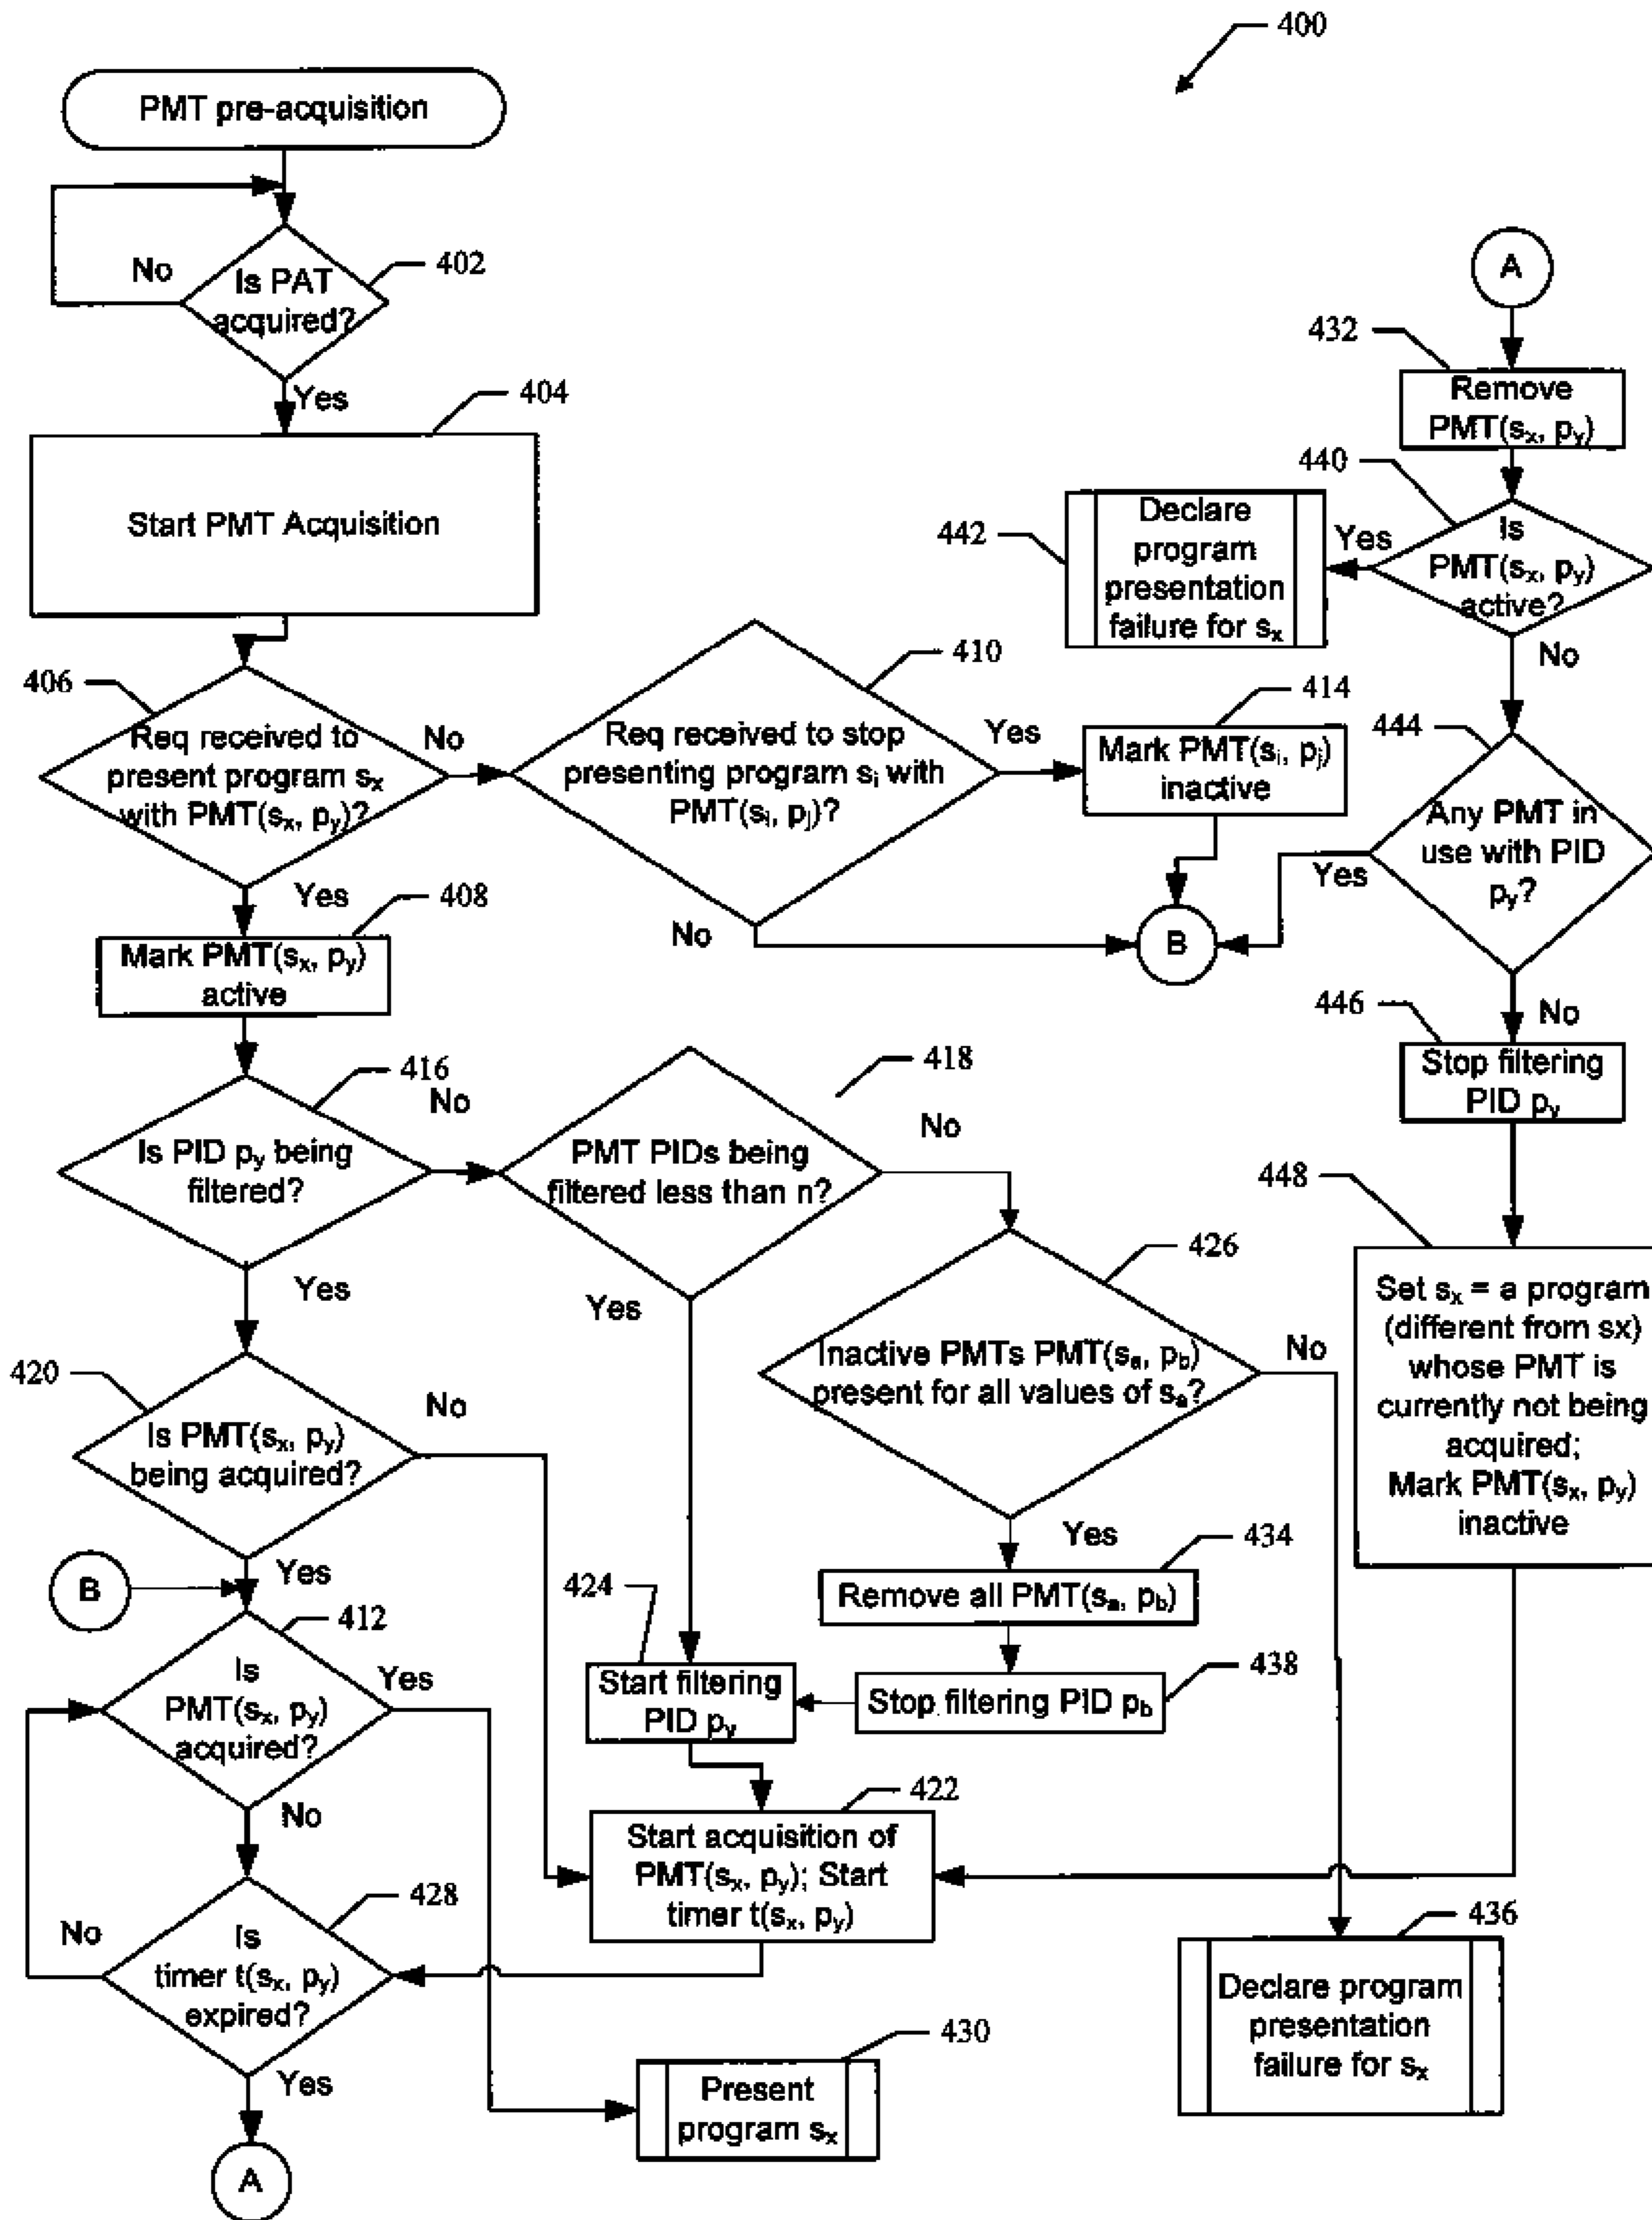 400
PMT pre-acquisition
No
Is PAT
acquired?
402
Yes
404
Start PMT Acquisition
406
Req received to
present program sx
with PMT(sx, py)?
No
410
Req received to stop
presenting program si with
PMT(si, pj)?
Yes
414
Mark PMT(si, pj)
inactive
No
B
Yes
408
Mark PMT(sx, py)
active
416
Is PID py being
filtered?
No
418
PMT PIDs being
filtered less than n?
No
Yes
Yes
426
Inactive PMTs PMT(sa, pb)
present for all values of sa?
No
420
Is PMT(sx, py)
being acquired?
No
Yes
B
Yes
434
Remove all PMT(sa, pb)
438
Stop filtering PID pb
424
Start filtering
PID py
412
Is
PMT(sx, py)
acquired?
Yes
No
422
Start acquisition of
PMT(sx, py); Start
timer t(sx, py)
428
No
Is
timer t(sx, py)
expired?
Yes
A
430
Present
program sx
436
Declare program
presentation
failure for sx
A
432
Remove
PMT(sx, py)
440
Is
PMT(sx, py)
active?
Yes
442
Declare
program
presentation
failure for sx
No
444
Any PMT in
use with PID
py?
Yes
No
446
Stop filtering
PID py
448
Set sx = a program
(different from sx)
whose PMT is
currently not being
acquired;
Mark PMT(sx, py)
inactive